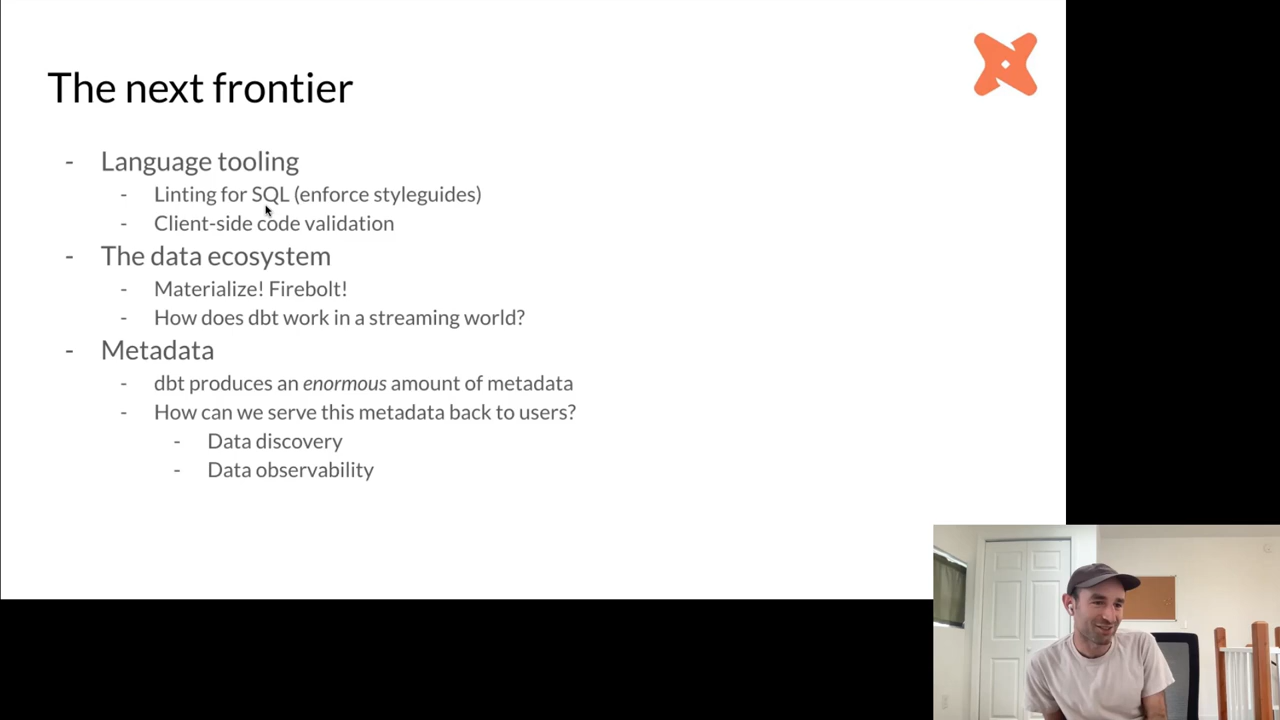 The next frontier
- Language tooling
- Linting for SQL (enforce styleguides)
- Client-side code validation
- The data ecosystem
- Materialize! Firebolt!
- How does dbt work in a streaming world?
- Metadata
- dbt produces an enormous amount of metadata
- How can we serve this metadata back to users?
- Data discovery
- Data observability